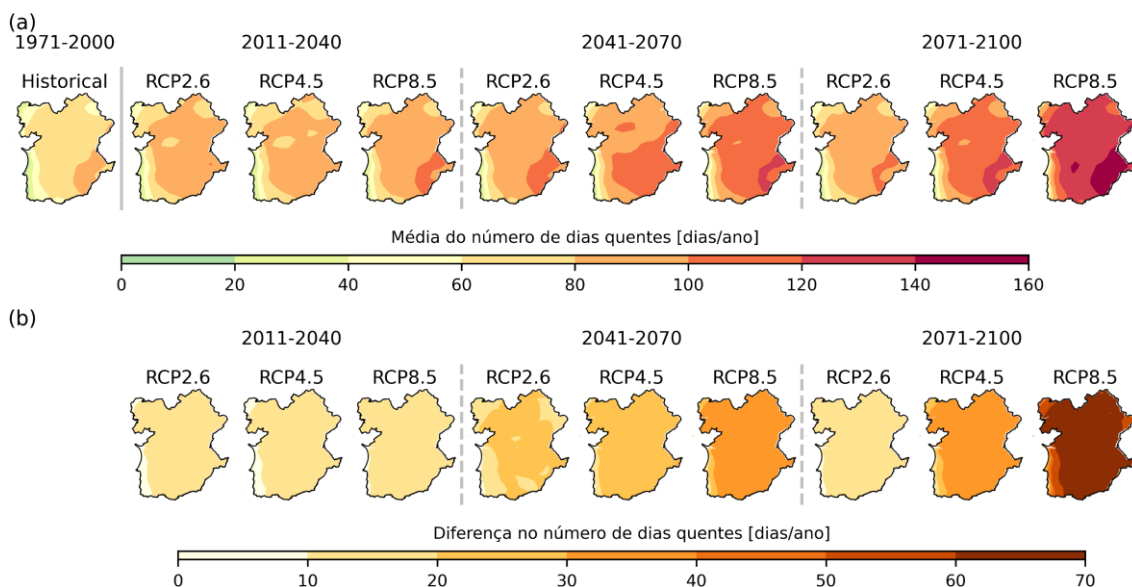 (a)
1971-2000 2011-2040 2041-2070 2071-2100
Historical RCP2.6 RCP4.5 RCP8.5 RCP2.6 RCP4.5 RCP8.5 RCP2.6 RCP4.5 RCP8.5
Média do número de dias quentes [dias/ano]
0 20 40 60 80 100 120 140 160
(b)
2011-2040 2041-2070 2071-2100
RCP2.6 RCP4.5 RCP8.5 RCP2.6 RCP4.5 RCP8.5 RCP2.6 RCP4.5 RCP8.5
Diferença no número de dias quentes [dias/ano]
0 10 20 30 40 50 60 70